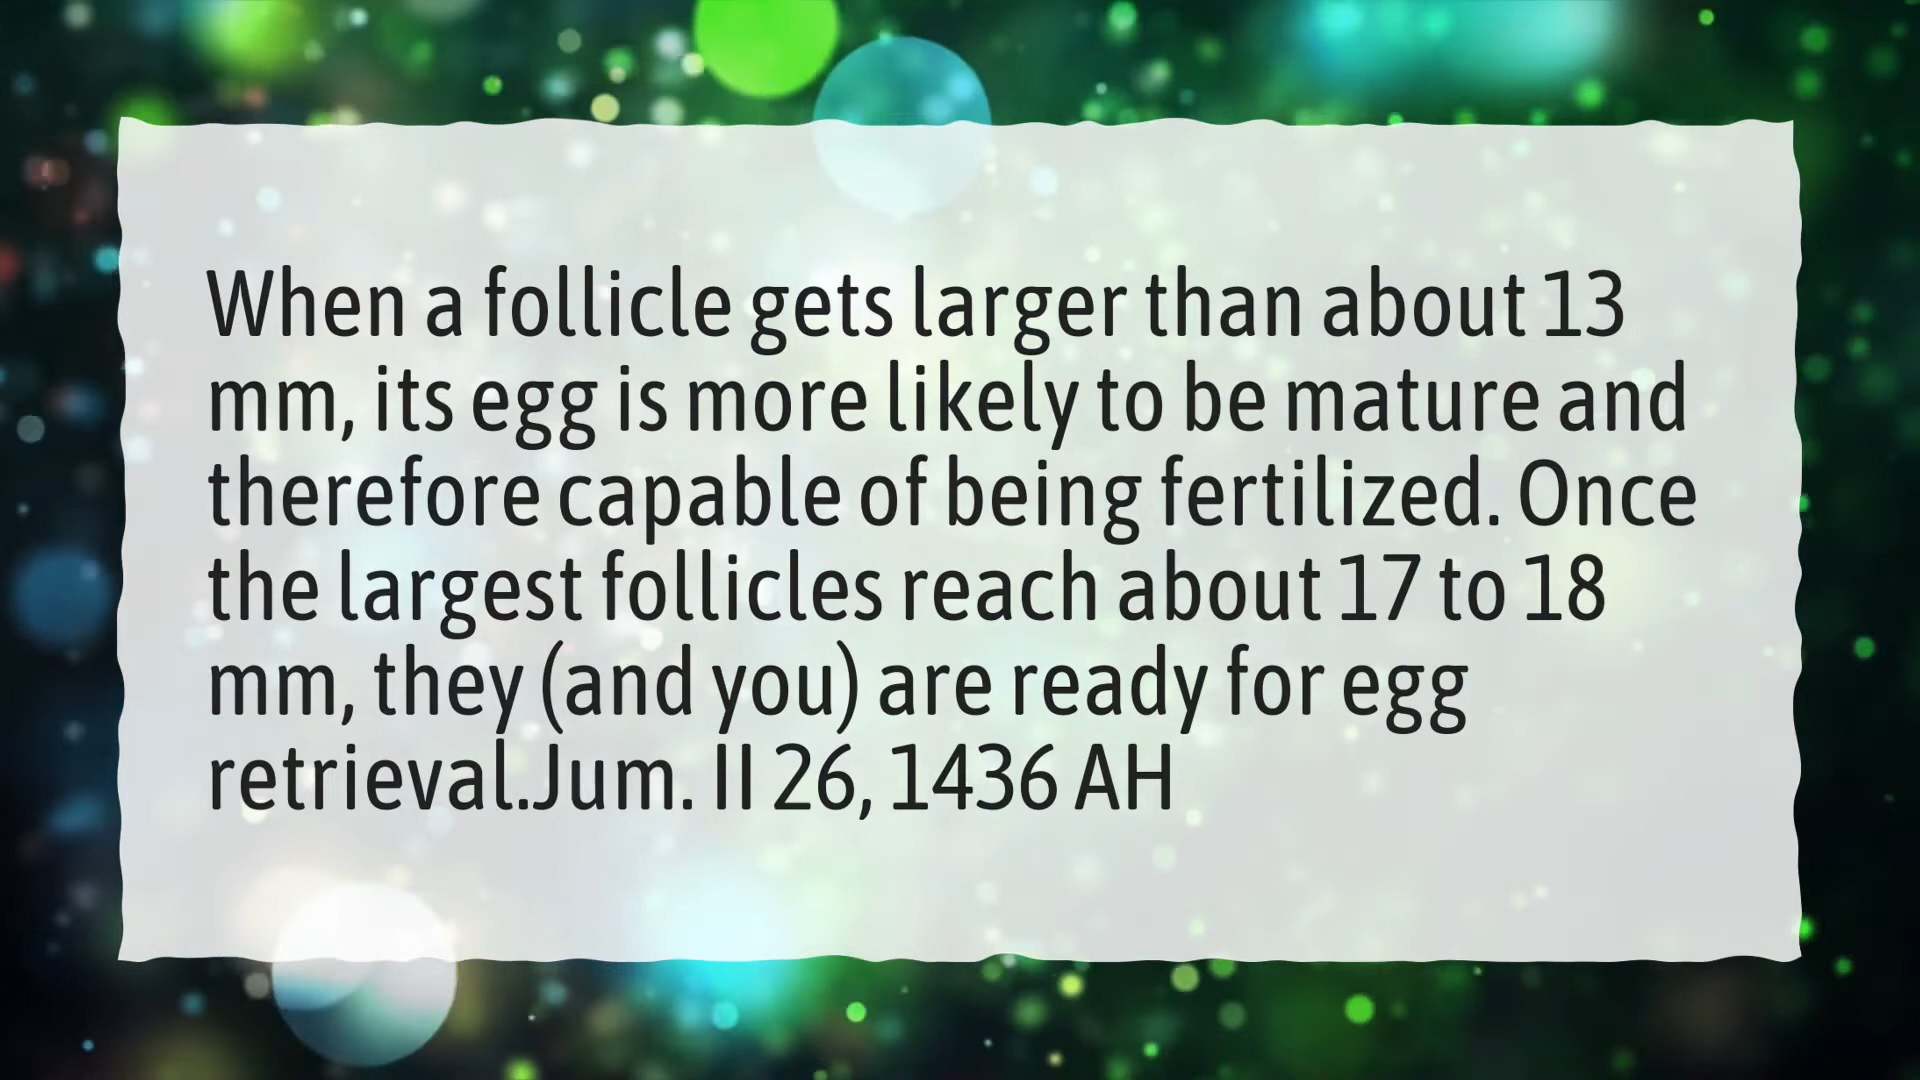 When a follicle gets larger than about 13
mm, its egg is more likely to be mature and
therefore capable of being fertilized. Once
the largest follicles reach about 17 to 18
mm, they (and you) are ready for egg
retrieval.Jum. II 26, 1436 AH